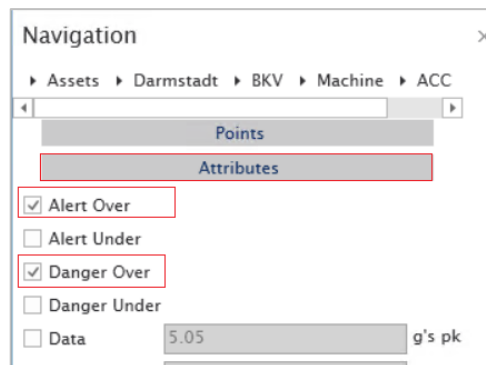 Navigation
Assets Darmstadt BKV Machine ACC
Points
Attributes
Alert Over
Alert Under
Danger Over
Danger Under
Data 5.05 g's pk